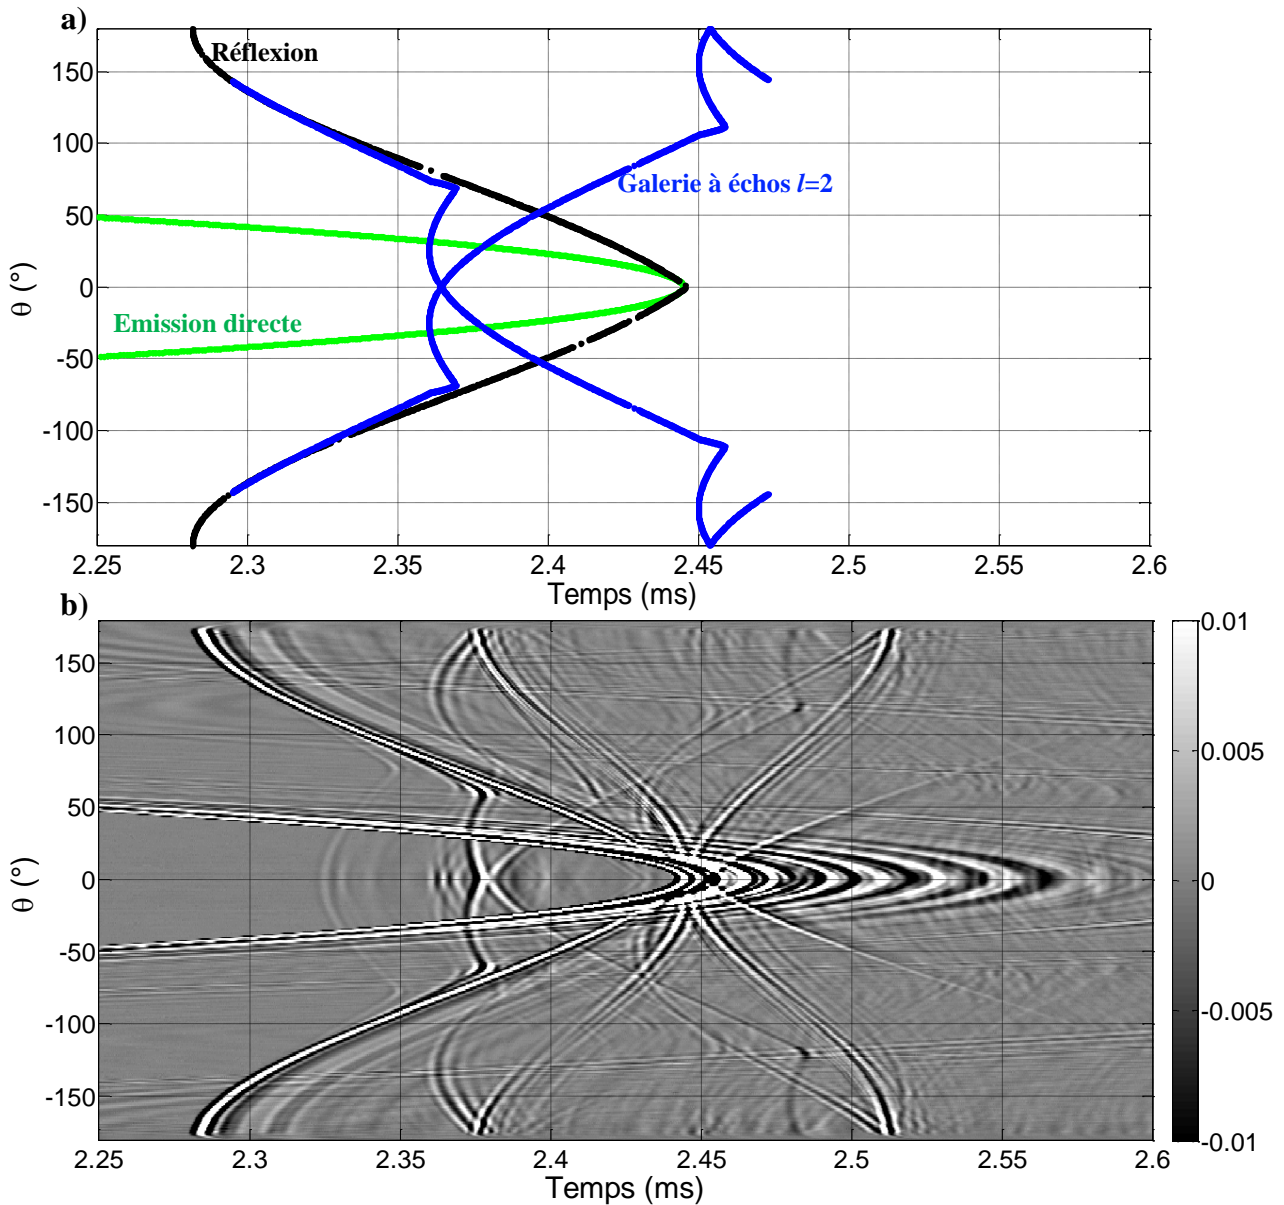 a)
Réflexion
150
100
50
0
-50
-100
-150
θ (°)
Galerie à échos l=2
Emission directe
2.25 2.3 2.35 2.4 2.45 2.5 2.55 2.6
Temps (ms)
b)
150
100
50
0
-50
-100
-150
θ (°)
0.01
0.005
0
-0.005
-0.01
2.25 2.3 2.35 2.4 2.45 2.5 2.55 2.6
Temps (ms)